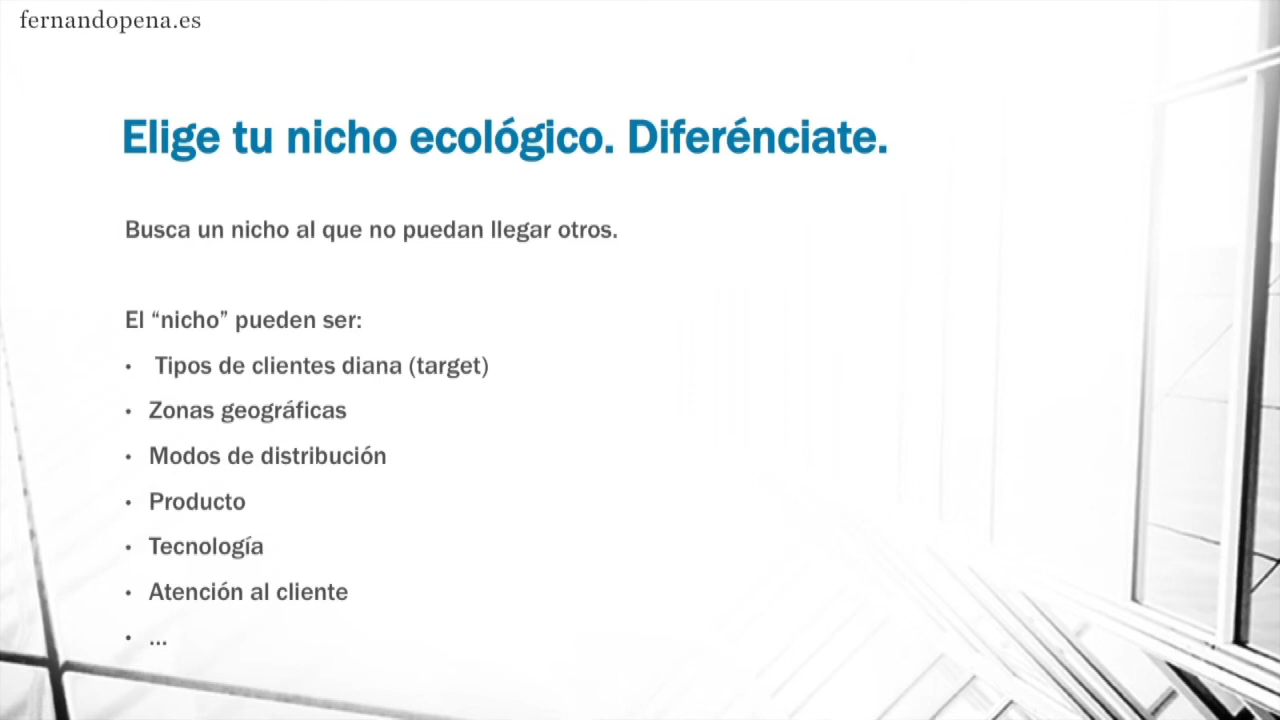 fernandopena.es
Elige tu nicho ecológico. Diferénciate.
Busca un nicho al que no puedan llegar otros.
El “nicho” pueden ser:
• Tipos de clientes diana (target)
• Zonas geográficas
• Modos de distribución
• Producto
• Tecnología
• Atención al cliente
• ...